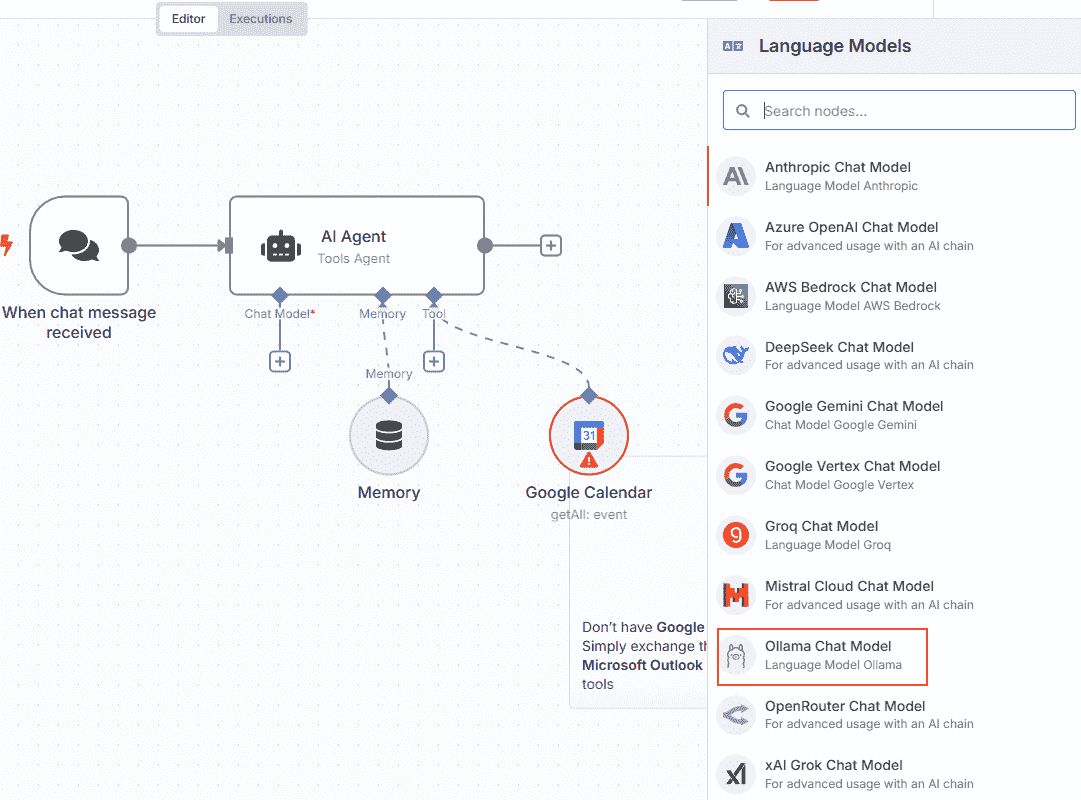 Editor
Executions
When chat message
received
AI Agent
Tools Agent
Chat Model*
Memory
Tool
Memory
Memory
31
Google Calendar
getAll: event
Don't have Google
Simply exchange
Microsoft Outlook
tools
Language Models
Search nodes...
Anthropic Chat Model
Language Model Anthropic
Azure OpenAI Chat Model
For advanced usage with an AI chain
AWS Bedrock Chat Model
Language Model AWS Bedrock
DeepSeek Chat Model
For advanced usage with an AI chain
Google Gemini Chat Model
Chat Model Google Gemini
Google Vertex Chat Model
Chat Model Google Vertex
Groq Chat Model
Language Model Groq
Mistral Cloud Chat Model
For advanced usage with an AI chain
Ollama Chat Model
Language Model Ollama
OpenRouter Chat Model
For advanced usage with an AI chain
xAI Grok Chat Model
For advanced usage with an AI chain